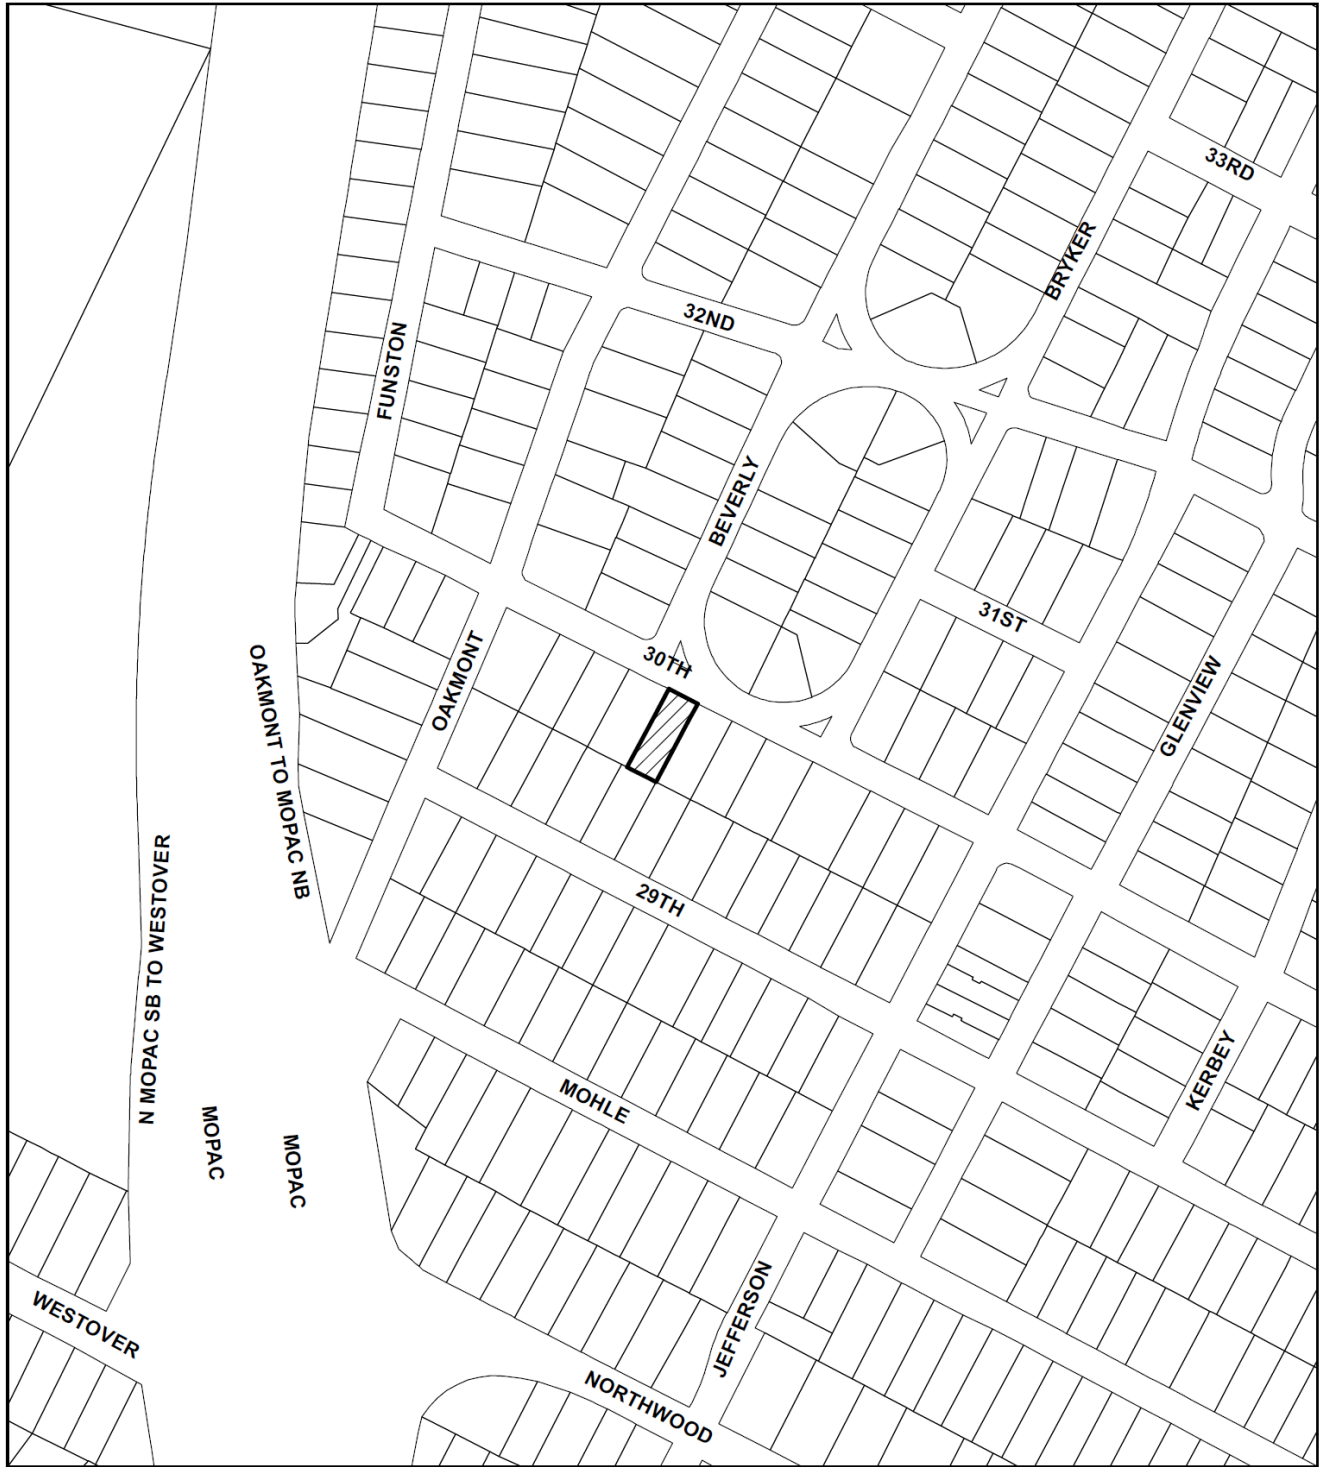 33RD
BRYKER
32ND
FUNSTON
BEVERLY
31ST
30TH
OAKMONT
GLENVIEW
OAKMONT TO MOPAC NB
N MOPAC SB TO WESTOVER
29TH
KERBEY
MOHLE
MOPAC
MOPAC
JEFFERSON
WESTOVER
NORTHWOOD